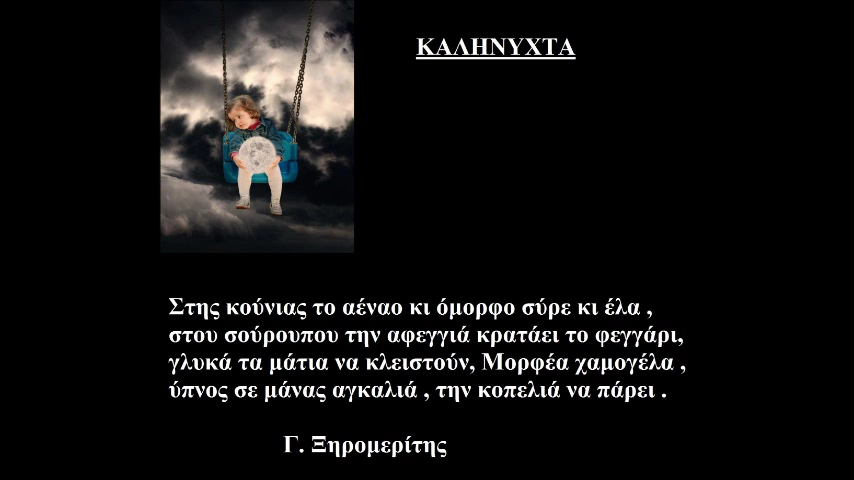 ΚΑΛΗΝΥΧΤΑ
Στης κούνιας το αέναο κι όμορφο σύρε κι έλα ,
στου σούρουπου την αφεγγιά κρατάει το φεγγάρι,
γλυκά τα μάτια να κλειστούν, Μορφέα χαμογέλα ,
ύπνος σε μάνας αγκαλιά , την κοπελιά να πάρει .
Γ. Ξηρομερίτης